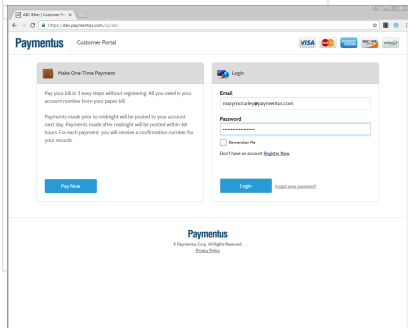 ABC Biller | Customer Po
https://dev.paymentus.com/cp/abc
Paymentus
Customer Portal
VISA
Make One-Time Payment
Pay your bill in 3 easy steps without registering. All you need is your
account number from your paper bill.
Payments made prior to midnight will be posted to your account
next day. Payments made after midnight will be posted within 48
hours. For each payment, you will receive a confirmation number for
your records.
Pay Now
Login
Email
marymccurley@paymentus.com
Password
Remember Me
Don't have an account Register Now
Login
Forgot your password?
Paymentus
© Paymentus Corp. All Rights Reserved
Privacy Policy